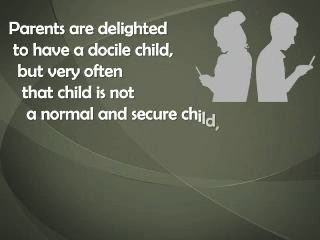 Parents are delighted
to have a docile child,
but very often
that child is not
a normal and secure child,